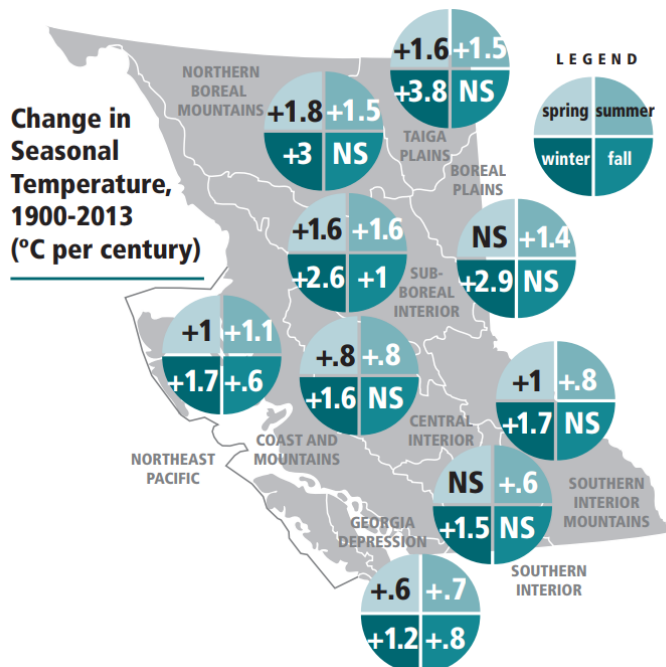 Change in
Seasonal
Temperature,
1900-2013
(ºC per century)
LEGEND
spring summer
winter fall
NORTHERN
BOREAL
MOUNTAINS
+1.8 +1.5
+3 NS
+1.6 +1.5
+3.8 NS
TAIGA
PLAINS
BOREAL
PLAINS
NS +1.4
+2.9 NS
+1.6 +1.6
+2.6 +1
SUB-
BOREAL
INTERIOR
+1 +1.1
+1.7 +.6
NORTHEAST
PACIFIC
COAST AND
MOUNTAINS
+.8 +.8
+1.6 NS
CENTRAL
INTERIOR
+1 +.8
+1.7 NS
SOUTHERN
INTERIOR
MOUNTAINS
NS +.6
+1.5 NS
SOUTHERN
INTERIOR
GEORGIA
DEPRESSION
+.6 +.7
+1.2 +.8